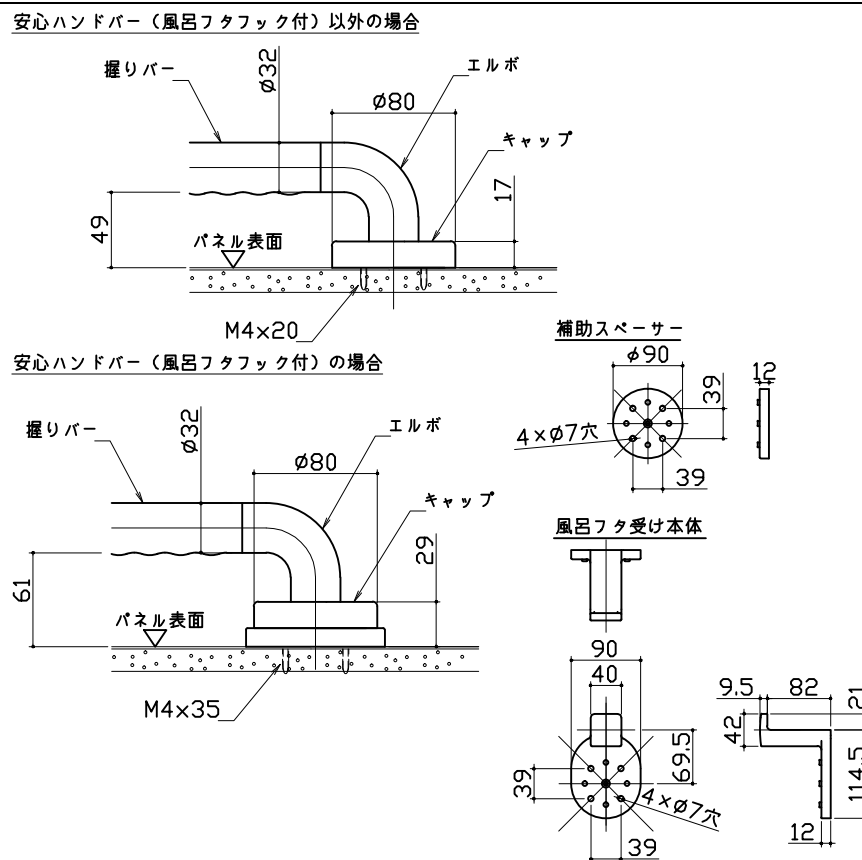 安心ハンドバー（風呂フタフック付）以外の場合
握りバー
ø32
エルボ
ø80
キャップ
17
49
パネル表面
M4x20
安心ハンドバー（風呂フタフック付）の場合
握りバー
ø32
エルボ
ø80
キャップ
29
61
パネル表面
M4x35
補助スペーサー
ø90
12
39
4×ø7穴
39
風呂フタ受け本体
90
40
69.5
39
4×ø7穴
39
9.5
82
21
42
114.5
12